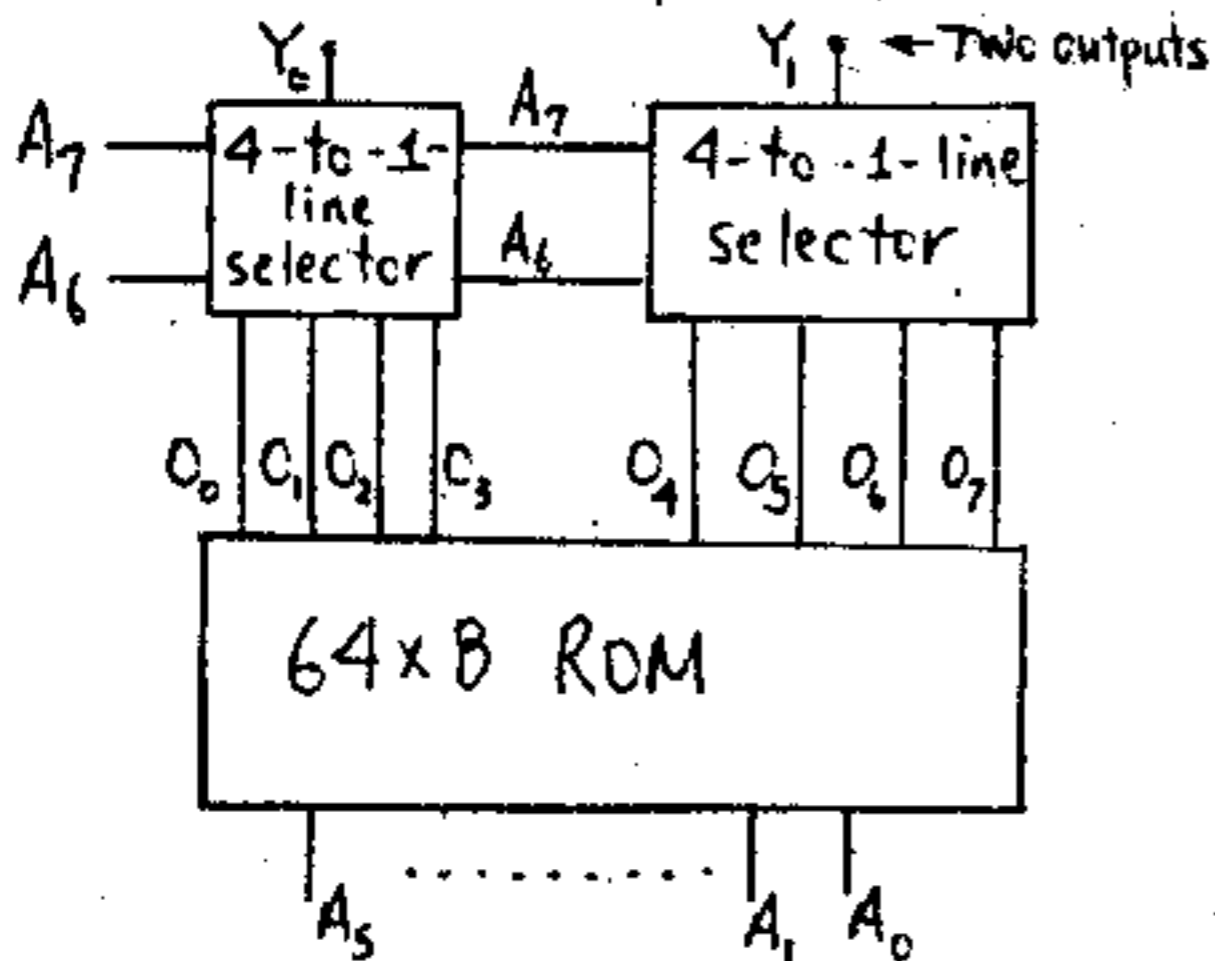 Y₀ Y₁ ← Two outputs
A₇ 4-to-1- A₇ 4-to-1-line
line
selector selector
A₆ A₆
O₀ O₁ O₂ O₃ O₄ O₅ O₆ O₇
64×8 ROM
A₅ ........ A₁ A₀